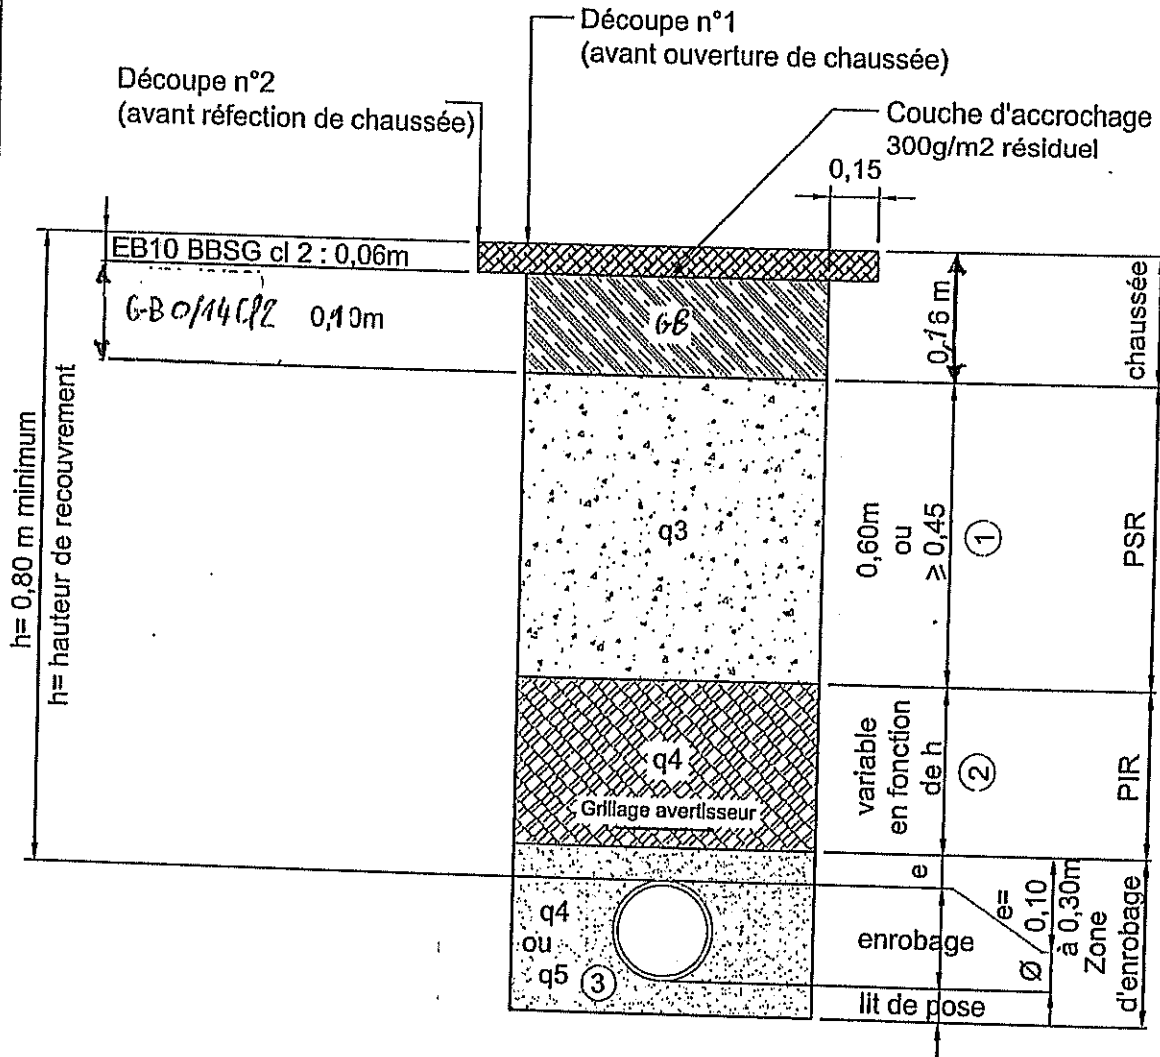 Découpe n°1
(avant ouverture de chaussée)
Découpe n°2
(avant réfection de chaussée)
Couche d'accrochage
300g/m2 résiduel
0,15
EB10 BBSG cl 2 : 0,06m
G-B 0/14 Cl2 0,10m
GB
0,16 m
chaussée
h= 0,80 m minimum
h= hauteur de recouvrement
q3
0,60m
ou
≥ 0,45
1
PSR
q4
Grillage avertisseur
variable
en fonction
de h
2
PIR
e
e=
0,10
à 0,30m
Ø
Zone
d'enrobage
q4
ou
q5
3
enrobage
lit de pose